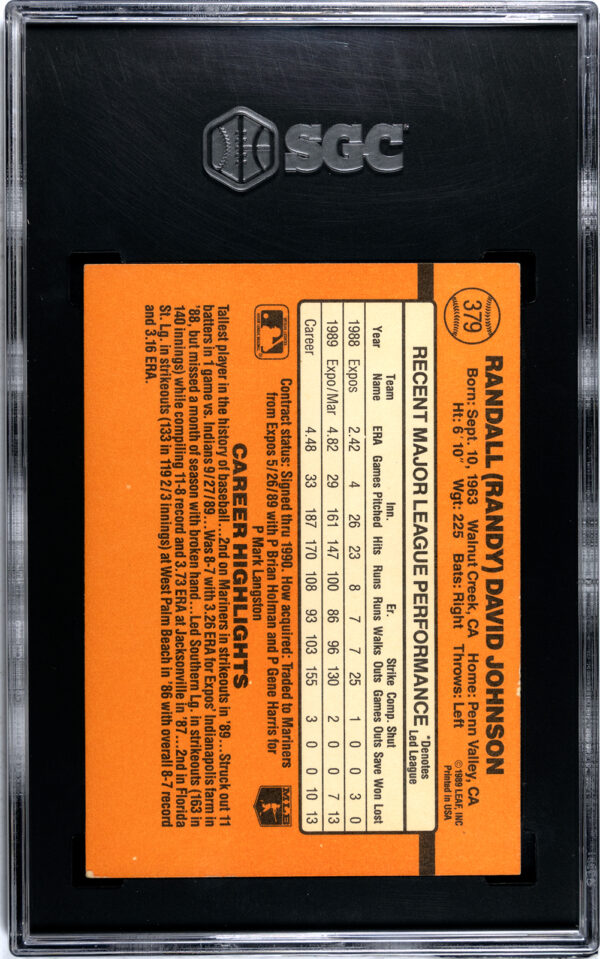 SGC
379
RANDALL (RANDY) DAVID JOHNSON
Born: Sept. 10, 1963 Walnut Creek, CA Home: Penn Valley, CA
Ht: 6' 10" Wgt: 225 Bats: Right Throws: Left
© 1989 LEAF, INC
Printed in USA
RECENT MAJOR LEAGUE PERFORMANCE *Denotes Led League
Team Inn. Er. Strike Comp. Shut
Year Name ERA Games Pitched Hits Runs Runs Walks Outs Games Outs Save Won Lost
1988 Expos 2.42 4 26 23 8 7 7 25 1 0 0 3 0
1989 Expo/Mar 4.82 29 161 147 100 86 96 130 2 0 0 7 13
Career 4.48 33 187 170 108 93 103 155 3 0 0 10 13
Contract status: Signed thru 1990. How acquired: Traded to Mariners
from Expos 5/26/89 with P Brian Holman and P Gene Harris for
P Mark Langston
MLB
CAREER HIGHLIGHTS
Tallest player in the history of baseball...2nd on Mariners in strikeouts in '89...Struck out 11
batters in 1 game vs. Indians 9/27/89...Was 8-7 with 3.26 ERA for Expos' Indianapolis farm in
'88, but missed a month of season with broken hand...Led Southern Lg. in strikeouts (163 in
140 innings) while compiling 11-8 record and 3.73 ERA at Jacksonville in '87...2nd in Florida
St. Lg. in strikeouts (133 in 119 2/3 innings) at West Palm Beach in '86 with overall 8-7 record
and 3.16 ERA.